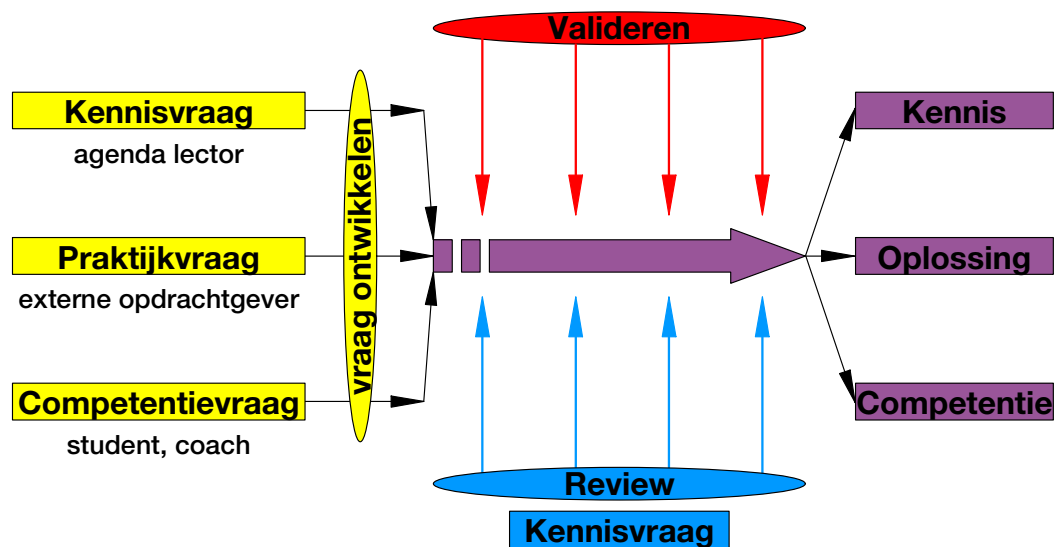 Valideren
Kennisvraag
agenda lector
Praktijkvraag
externe opdrachtgever
Competentievraag
student, coach
vraag ontwikkelen
Kennis
Oplossing
Competentie
Review
Kennisvraag